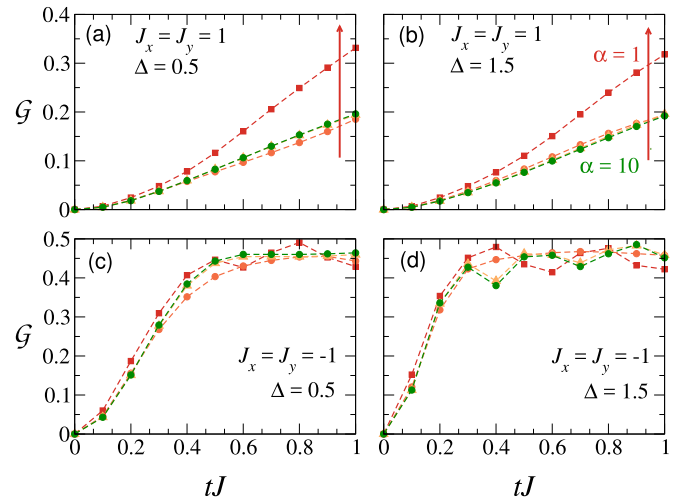 0.4
0.3
0.2
0.1
0
𝒢
(a)
J_x = J_y = 1
Δ = 0.5
(b)
J_x = J_y = 1
Δ = 1.5
α = 1
α = 10
0.5
0.4
0.3
0.2
0.1
0
𝒢
(c)
J_x = J_y = -1
Δ = 0.5
(d)
J_x = J_y = -1
Δ = 1.5
0 0.2 0.4 0.6 0.8 1
0 0.2 0.4 0.6 0.8 1
tJ
tJ